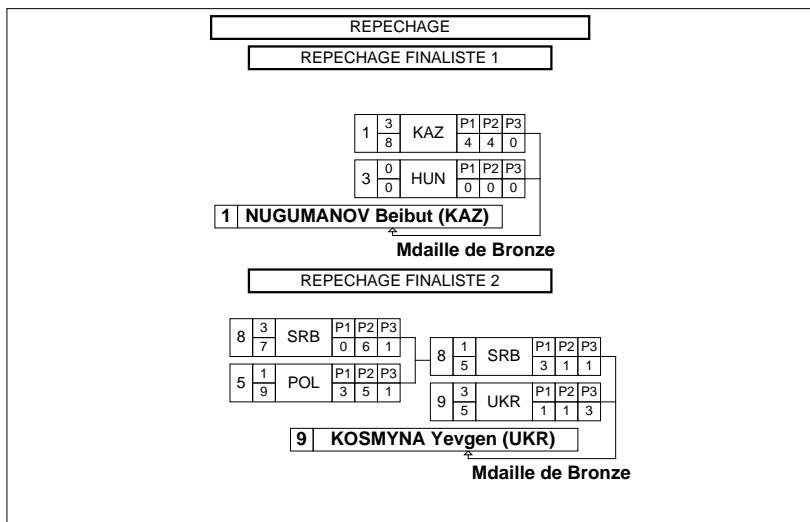 REPECHAGE
REPECHAGE FINALISTE 1
3 P1 P2 P3
1 KAZ
8 4 4 0
0 P1 P2 P3
3 HUN
0 0 0 0
1 NUGUMANOV Beibut (KAZ)
Mdaille de Bronze
REPECHAGE FINALISTE 2
3 P1 P2 P3
8 SRB
7 0 6 1
1 P1 P2 P3
5 POL
9 3 5 1
1 P1 P2 P3
8 SRB
5 3 1 1
3 P1 P2 P3
9 UKR
5 1 1 3
9 KOSMYNA Yevgen (UKR)
Mdaille de Bronze